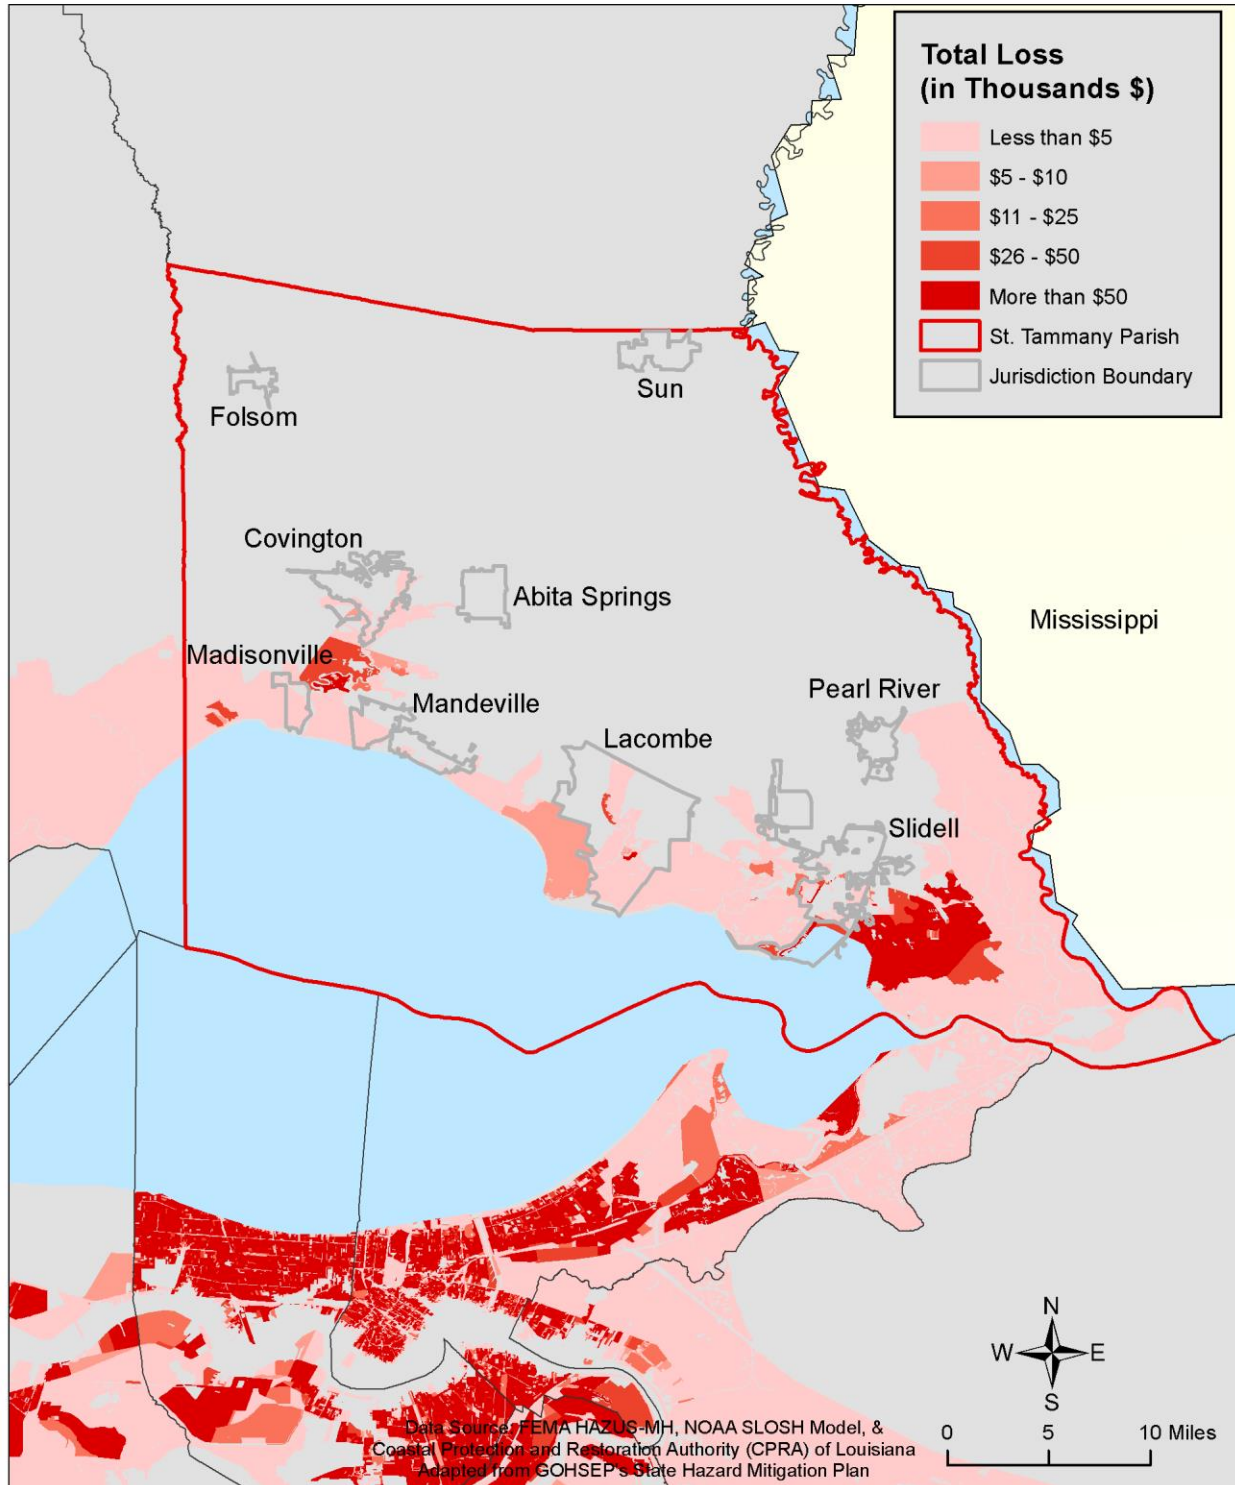 Total Loss
(in Thousands $)
Less than $5
$5 - $10
$11 - $25
$26 - $50
More than $50
St. Tammany Parish
Jurisdiction Boundary
Folsom
Sun
Covington
Abita Springs
Mississippi
Madisonville
Pearl River
Mandeville
Lacombe
Slidell
N
W E
S
Data Source: FEMA HAZUS-MH, NOAA SLOSH Model, &
Coastal Protection and Restoration Authority (CPRA) of Louisiana
Adapted from GOHSEP's State Hazard Mitigation Plan
0 5 10 Miles